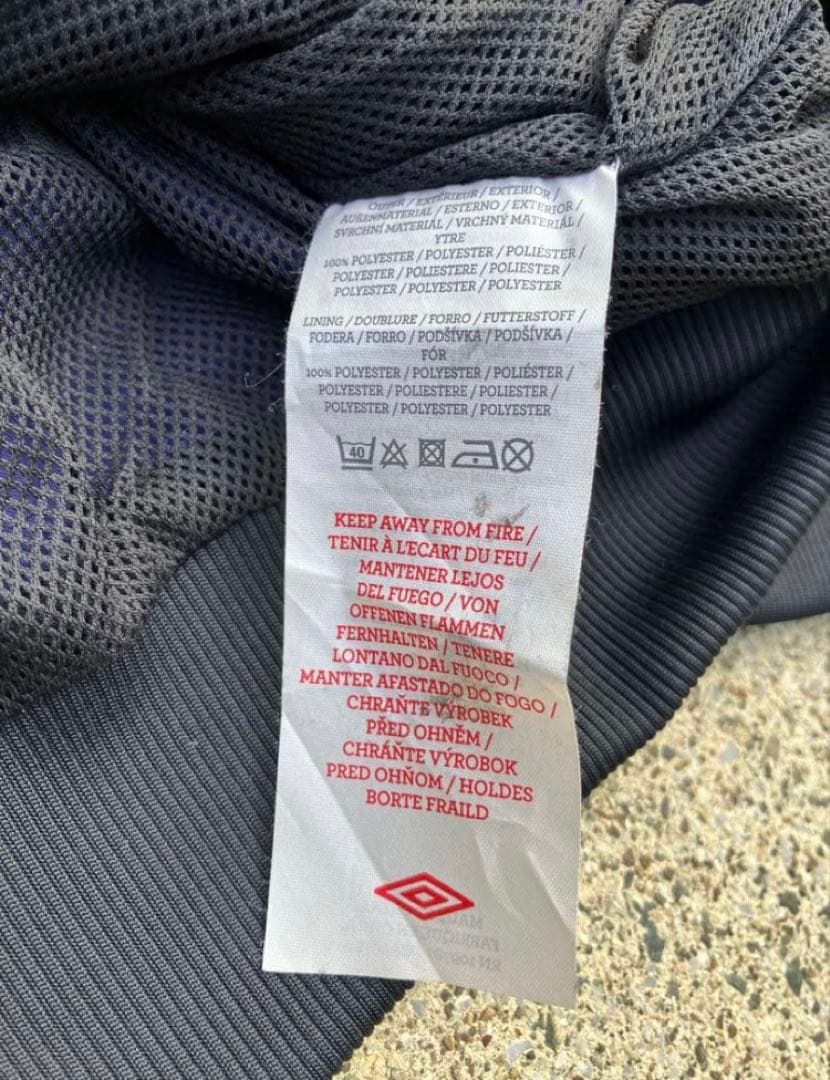 OUTER / EXTÉRIEUR / EXTERIOR /
AUßENMATERIAL / ESTERNO / EXTERIOR /
SVRCHNÍ MATERIÁL / VRCHNÝ MATERIÁL /
YTRE
100% POLYESTER / POLYESTER / POLIÉSTER /
POLYESTER / POLIESTERE / POLIESTER /
POLYESTER / POLYESTER / POLYESTER
LINING / DOUBLURE / FORRO / FUTTERSTOFF /
FODERA / FORRO / PODŠÍVKA / PODŠÍVKA /
FÓR
100% POLYESTER / POLYESTER / POLIÉSTER /
POLYESTER / POLIESTERE / POLIESTER /
POLYESTER / POLYESTER / POLYESTER
40
KEEP AWAY FROM FIRE /
TENIR À L'ECART DU FEU /
MANTENER LEJOS
DEL FUEGO / VON
OFFENEN FLAMMEN
FERNHALTEN / TENERE
LONTANO DAL FUOCO /
MANTER AFASTADO DO FOGO /
CHRAŇTE VÝROBEK
PŘED OHNĚM /
CHRÁŇTE VÝROBOK
PRED OHŇOM / HOLDES
BORTE FRAILD